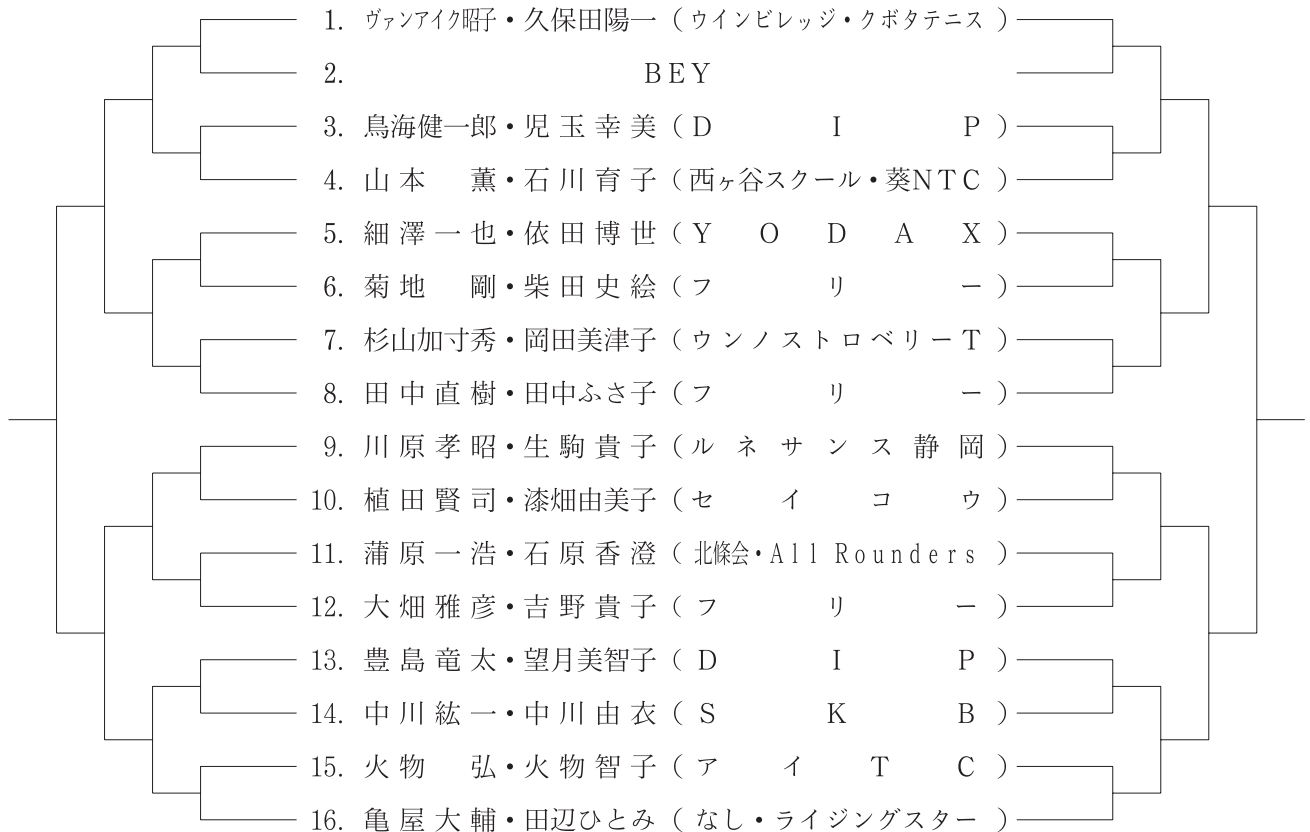 1. ヴァンアイク昭子・久保田陽一(ウインビレッジ・クボタテニス)
2. BEY
3. 鳥海健一郎・児玉幸美(DIP)
4. 山本 薫・石川育子(西ヶ谷スクール・葵NTC)
5. 細澤一也・依田博世(YODAX)
6. 菊地 剛・柴田史絵(フリー)
7. 杉山加寸秀・岡田美津子(ウンノストロベリーT)
8. 田中直樹・田中ふさ子(フリー)
9. 川原孝昭・生駒貴子(ルネサンス静岡)
10. 植田賢司・漆畑由美子(セイコウ)
11. 蒲原一浩・石原香澄(北條会・All Rounders)
12. 大畑雅彦・吉野貴子(フリー)
13. 豊島竜太・望月美智子(DIP)
14. 中川紘一・中川由衣(SKB)
15. 火物 弘・火物智子(アイTC)
16. 亀屋大輔・田辺ひとみ(なし・ライジングスター)